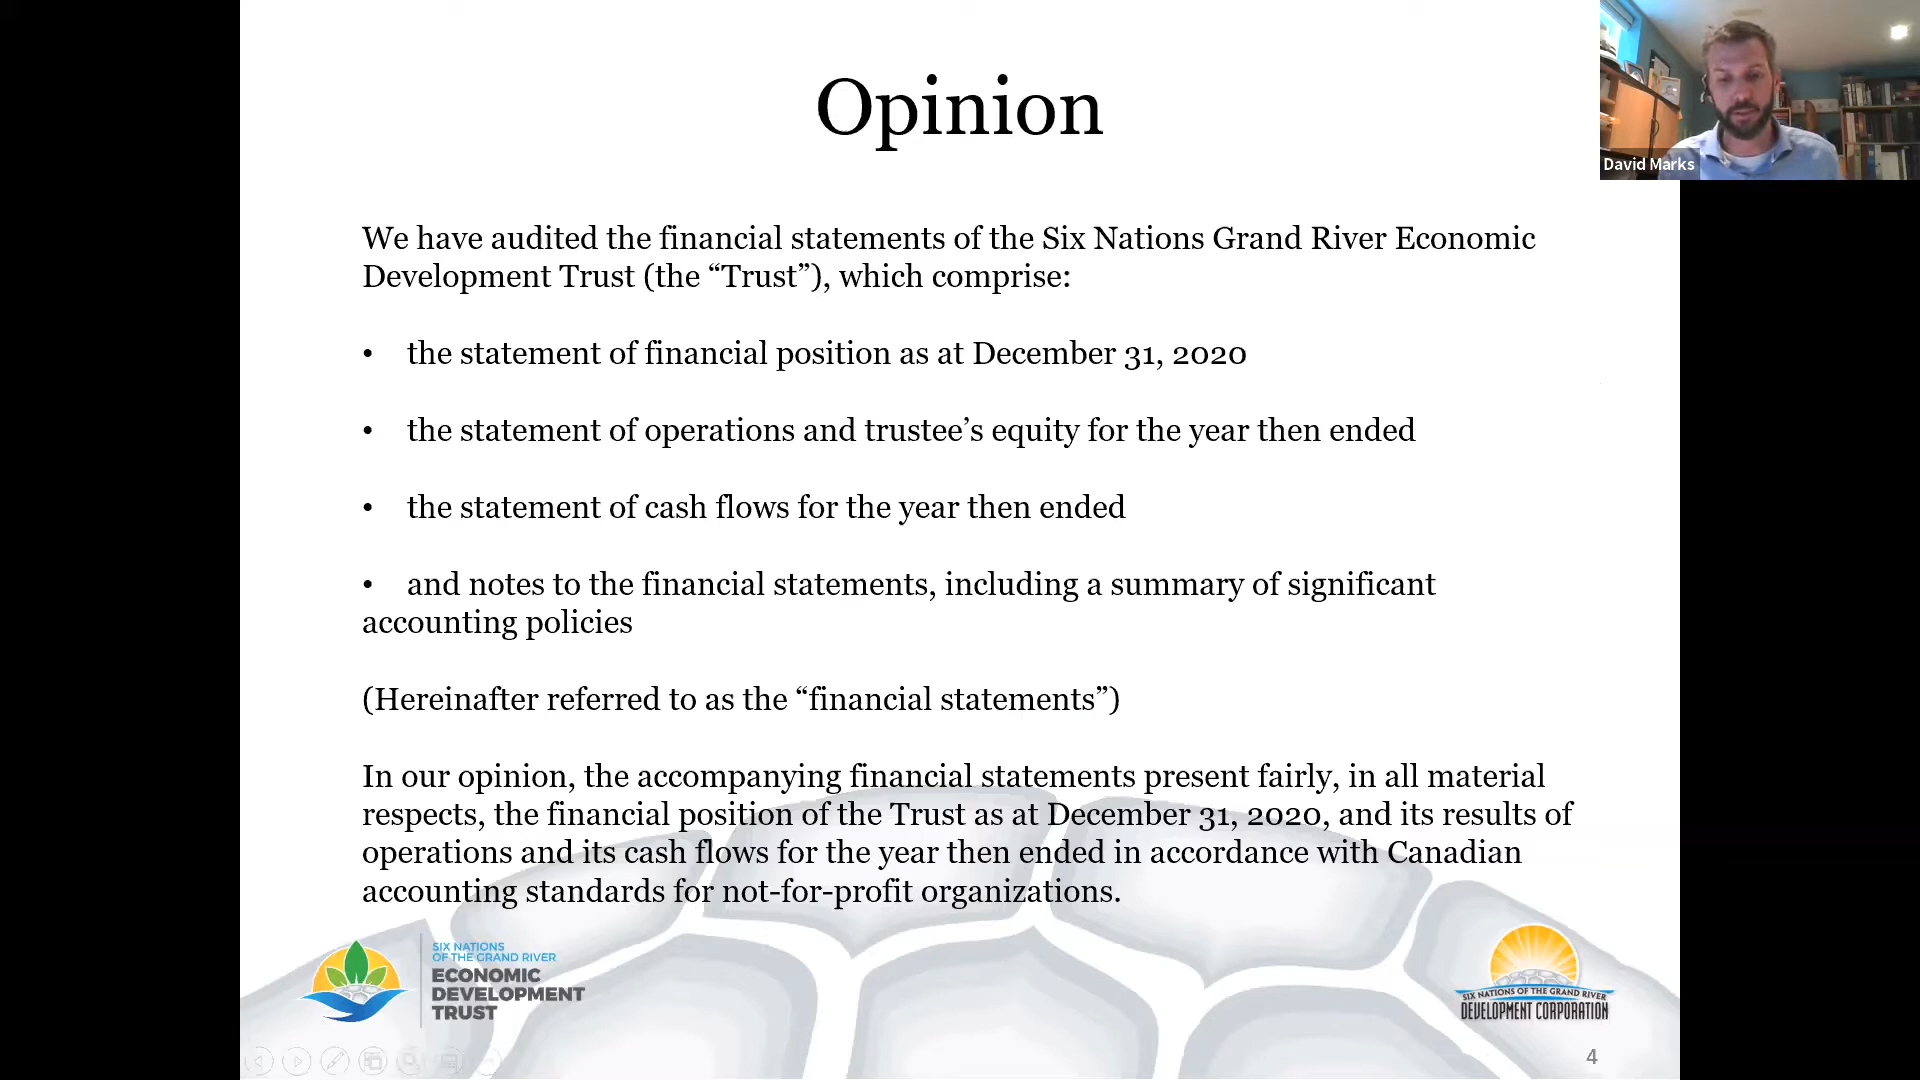 Opinion
David Marks
We have audited the financial statements of the Six Nations Grand River Economic
Development Trust (the “Trust”), which comprise:
• the statement of financial position as at December 31, 2020
• the statement of operations and trustee’s equity for the year then ended
• the statement of cash flows for the year then ended
• and notes to the financial statements, including a summary of significant
accounting policies
(Hereinafter referred to as the “financial statements”)
In our opinion, the accompanying financial statements present fairly, in all material
respects, the financial position of the Trust as at December 31, 2020, and its results of
operations and its cash flows for the year then ended in accordance with Canadian
accounting standards for not-for-profit organizations.
SIX NATIONS
OF THE GRAND RIVER
ECONOMIC
DEVELOPMENT
TRUST
SIX NATIONS OF THE GRAND RIVER
DEVELOPMENT CORPORATION
4